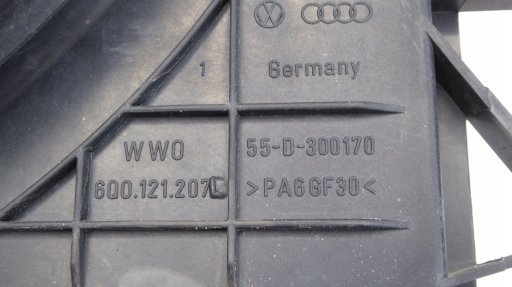 1 Germany
WWO 55-D-300170
6Q0.121.207 >PA6GF30<